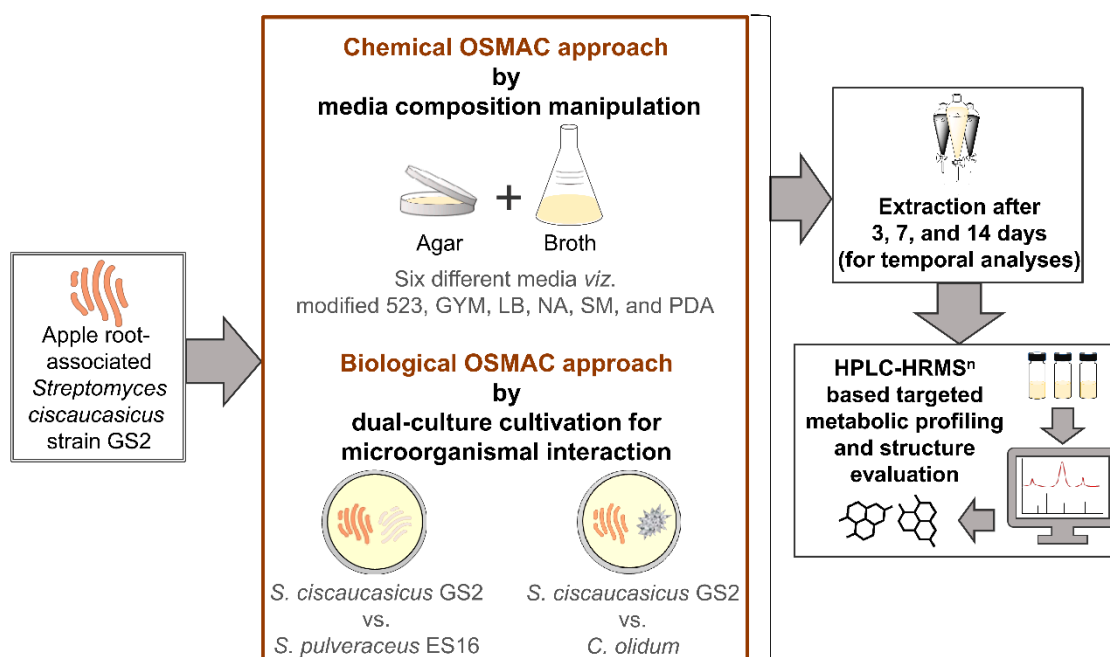 Apple root-
associated
Streptomyces
ciscaucasicus
strain GS2
Chemical OSMAC approach
by
media composition manipulation
+
Agar
Broth
Six different media viz.
modified 523, GYM, LB, NA, SM, and PDA
Biological OSMAC approach
by
dual-culture cultivation for
microorganismal interaction
S. ciscaucasicus GS2
vs.
S. pulveraceus ES16
S. ciscaucasicus GS2
vs.
C. olidum
Extraction after
3, 7, and 14 days
(for temporal analyses)
HPLC-HRMSⁿ
based targeted
metabolic profiling
and structure
evaluation